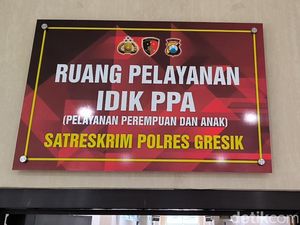 RUANG PELAYANAN
IDIK PPA
(PELAYANAN PEREMPUAN DAN ANAK)
SATRESKRIM POLRES GRESIK
detikcom